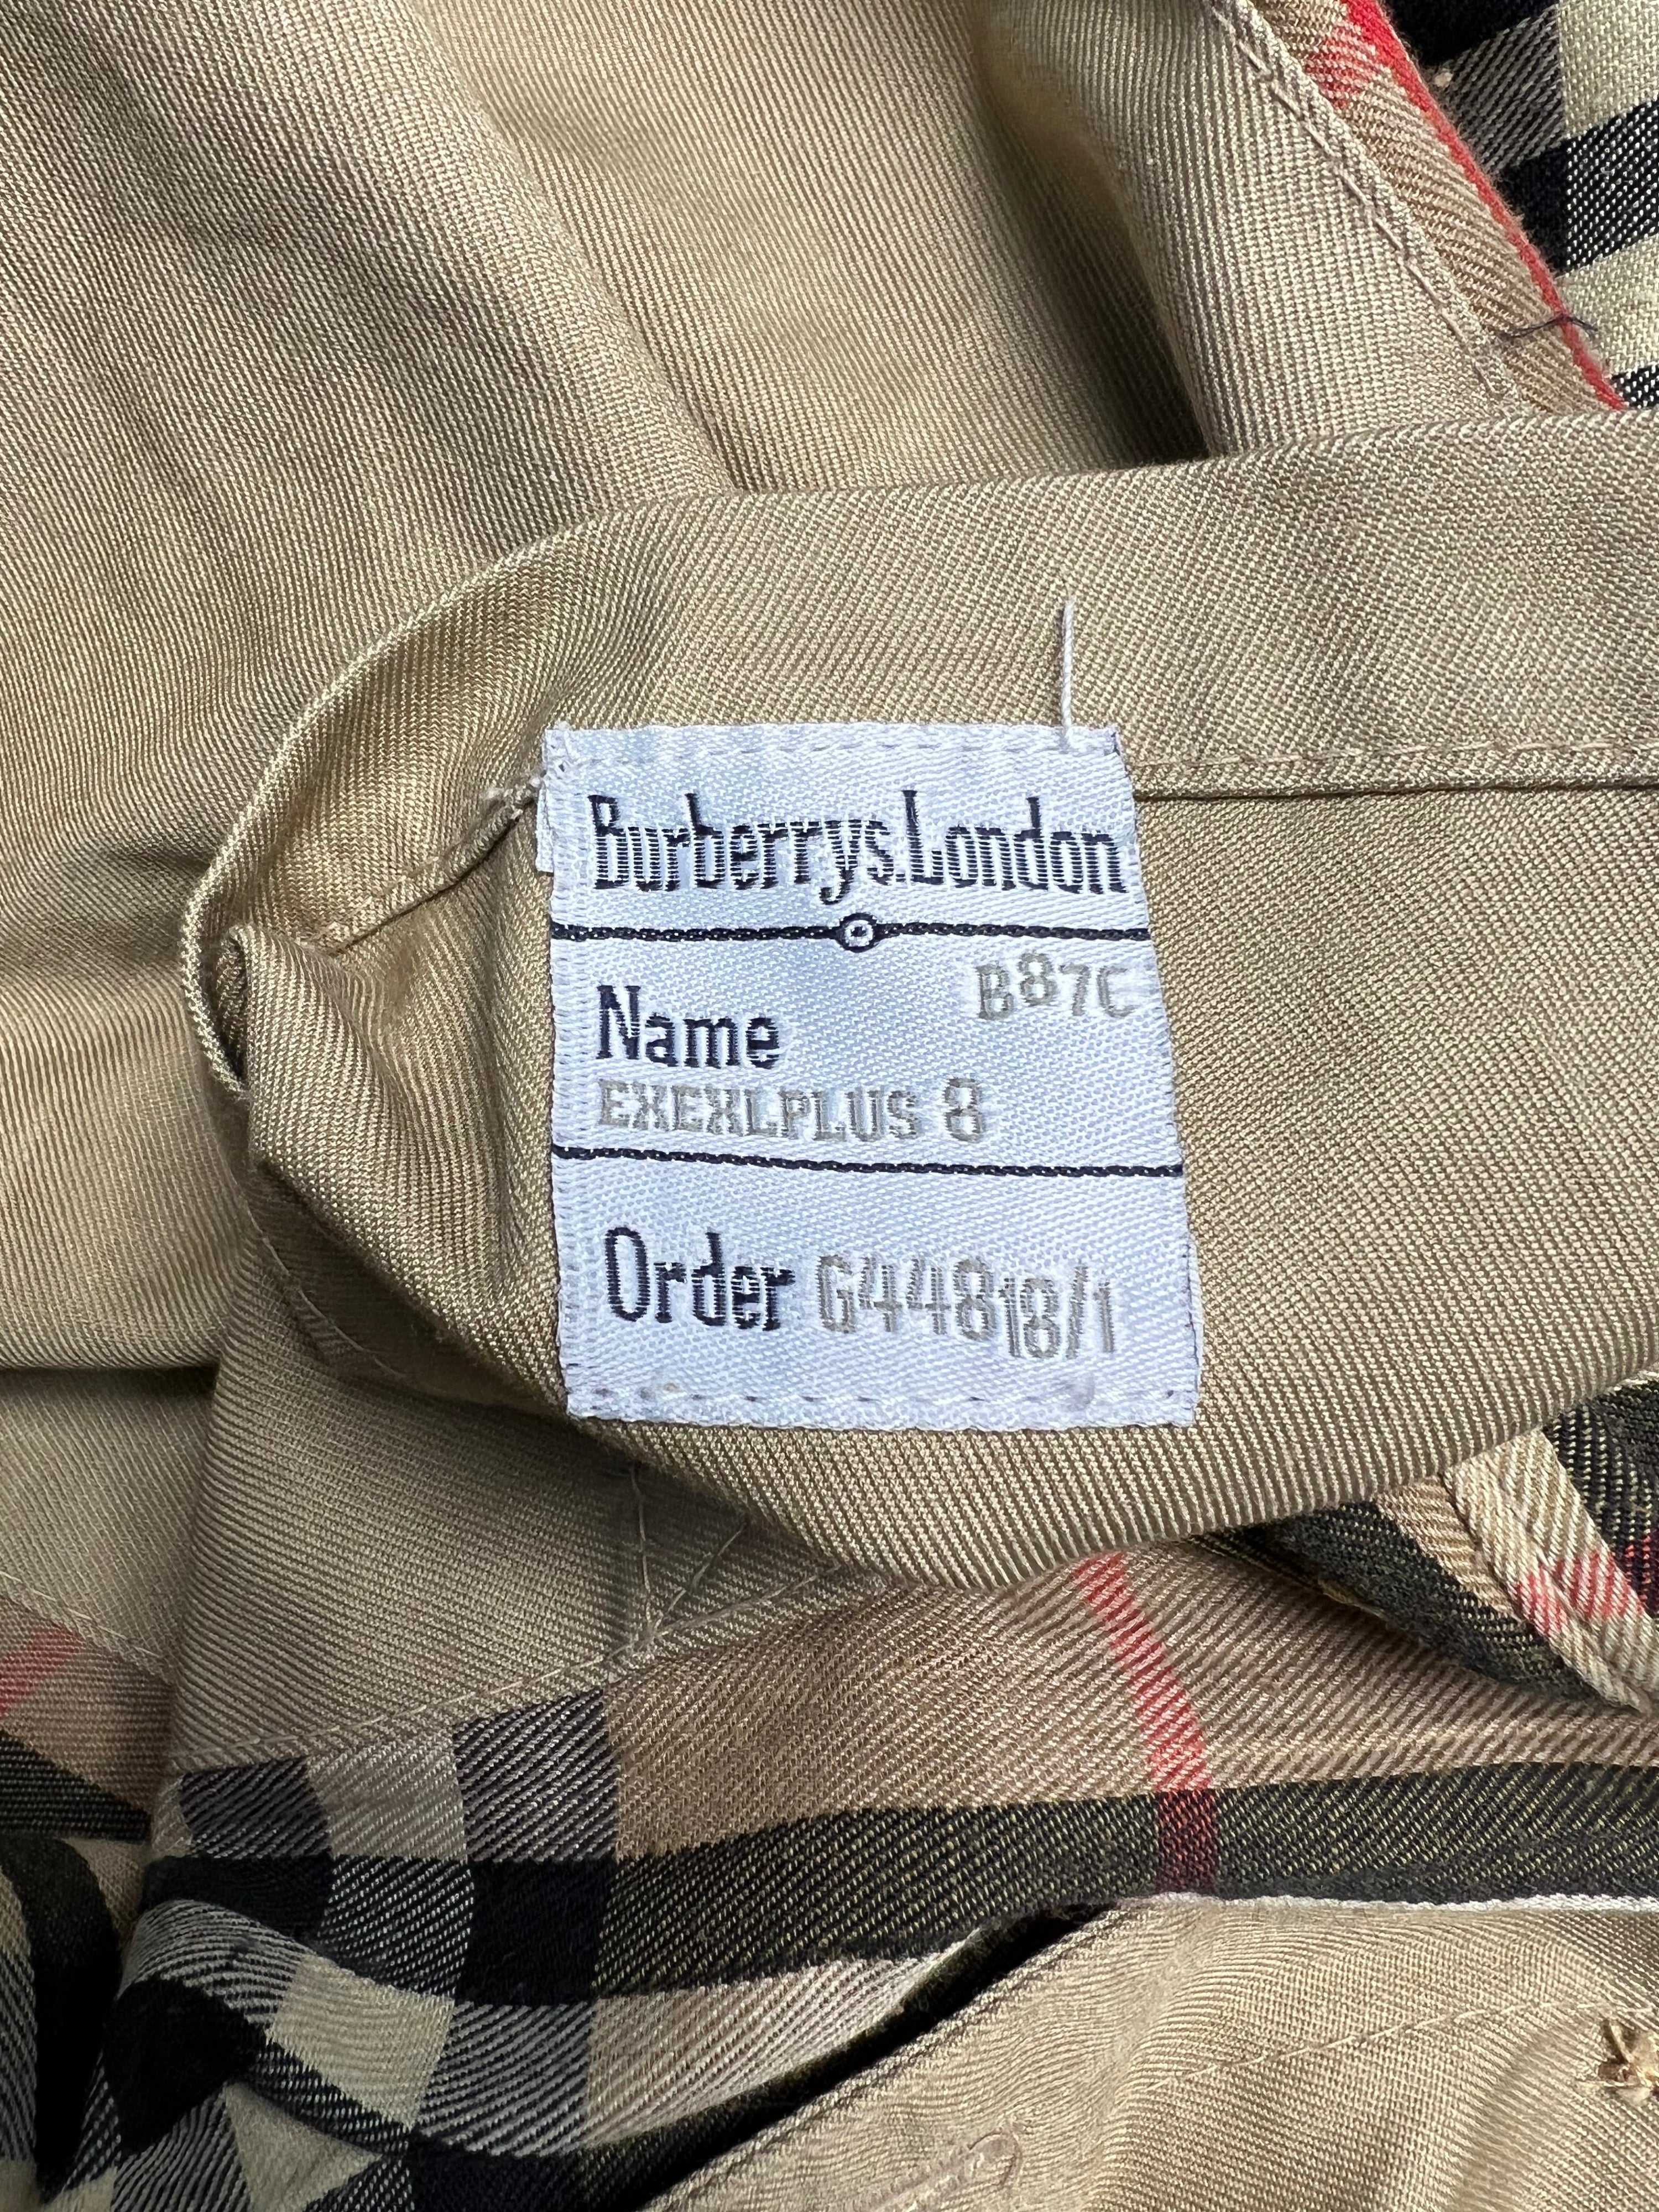 Burberrys.London
B87C
Name
EXEXLPLUS 8
Order G44818/1